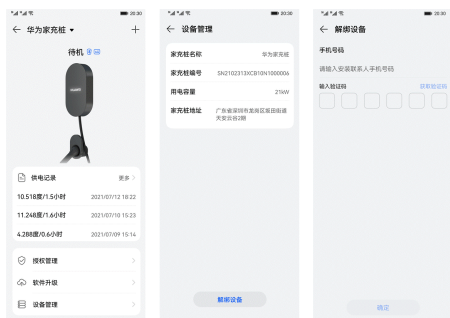 20:30
华为家充桩
待机
HUAWEI
供电记录
更多
10.518度/1.5小时
2021/07/12 18:22
11.248度/1.6小时
2021/07/10 15:23
4.288度/0.6小时
2021/07/09 15:14
授权管理
软件升级
设备管理
20:30
设备管理
家充桩名称
华为家充桩
家充桩编号
SN2102313XCB10N1000006
用电容量
21kW
家充桩地址
广东省深圳市龙岗区坂田街道
天安云谷2期
解绑设备
20:30
解绑设备
手机号码
请输入安装联系人手机号码
输入验证码
获取验证码
确定